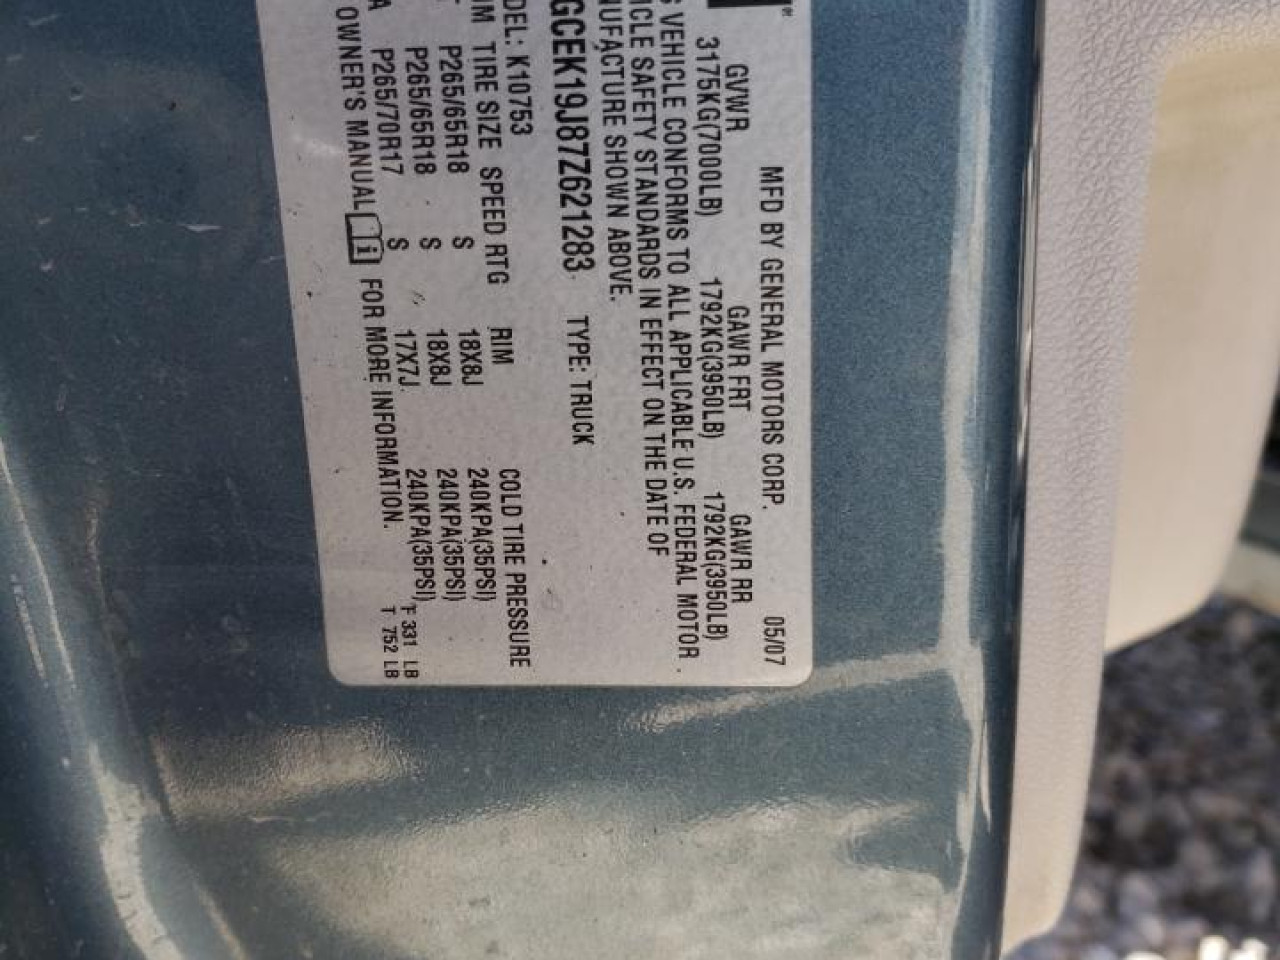 MFD BY GENERAL MOTORS CORP. 05/07
GVWR GAWR FRT GAWR RR
3175KG(7000LB) 1792KG(3950LB) 1792KG(3950LB)
VEHICLE CONFORMS TO ALL APPLICABLE U.S. FEDERAL MOTOR
ICLE SAFETY STANDARDS IN EFFECT ON THE DATE OF
NUFACTURE SHOWN ABOVE.
GCEK19J87Z621283 TYPE: TRUCK
DEL: K10753
TIRE SIZE SPEED RTG RIM COLD TIRE PRESSURE
P265/65R18 S 18X8J 240KPA(35PSI)
P265/65R18 S 18X8J 240KPA(35PSI)
P265/70R17 S 17X7J 240KPA(35PSI)
OWNER'S MANUAL i FOR MORE INFORMATION.
F 331 LB
T 752 LB